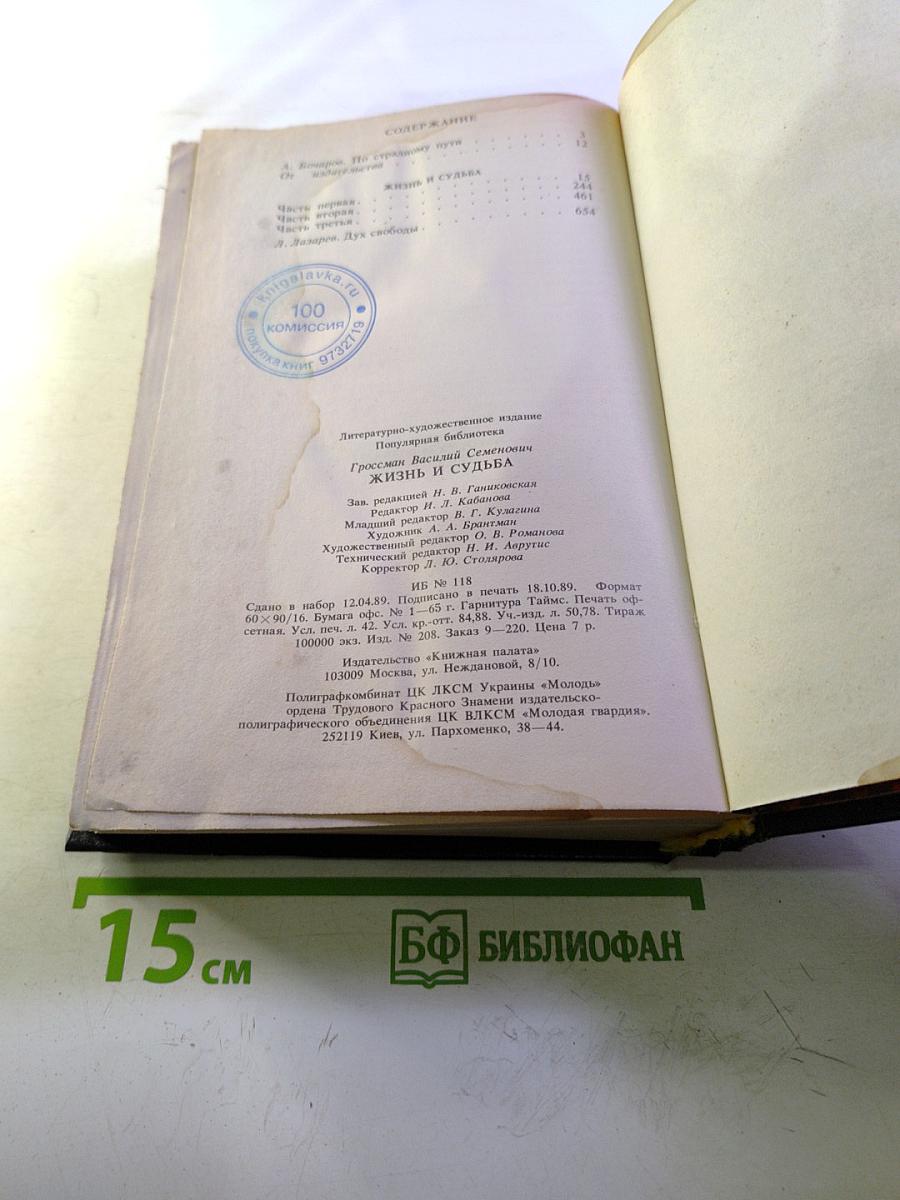 СОДЕРЖАНИЕ
А. Бочаров. По страдному пути . . . . . . 3
От издательства . . . . . . . . . 12
ЖИЗНЬ И СУДЬБА
Часть первая . . . . . . . . . . 15
Часть вторая . . . . . . . . . . 244
Часть третья . . . . . . . . . . 461
Л. Лазарев. Дух свободы . . . . . . . 654
knigalavka.ru
100
КОМИССИЯ
покупка книг 9732719
Литературно-художественное издание
Популярная библиотека
Гроссман Василий Семенович
ЖИЗНЬ И СУДЬБА
Зав. редакцией Н. В. Ганиковская
Редактор И. Л. Кабанова
Младший редактор В. Г. Кулагина
Художник А. А. Брантман
Художественный редактор О. В. Романова
Технический редактор Н. И. Аврутис
Корректор Л. Ю. Столярова
ИБ № 118
Сдано в набор 12.04.89. Подписано в печать 18.10.89. Формат
60×90/16. Бумага офс. № 1—65 г. Гарнитура Таймс. Печать оф-
сетная. Усл. печ. л. 42. Усл. кр.-отт. 84,88. Уч.-изд. л. 50,78. Тираж
100000 экз. Изд. № 208. Заказ 9—220. Цена 7 р.
Издательство «Книжная палата»
103009 Москва, ул. Неждановой, 8/10.
Полиграфкомбинат ЦК ЛКСМ Украины «Молодь»
ордена Трудового Красного Знамени издательско-
полиграфического объединения ЦК ВЛКСМ «Молодая гвардия».
252119 Киев, ул. Пархоменко, 38—44.
15 см
БФ БИБЛИОФАН